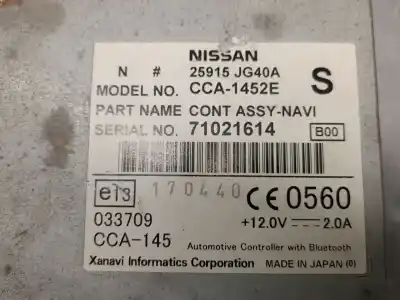 NISSAN
N # 25915 JG40A S
MODEL NO. CCA-1452E
PART NAME CONT ASSY-NAVI
SERIAL NO. 71021614 B00
e13 170440 CE 0560
033709 +12.0V 2.0A
CCA-145 Automotive Controller with Bluetooth
Xanavi Informatics Corporation MADE IN JAPAN (0)